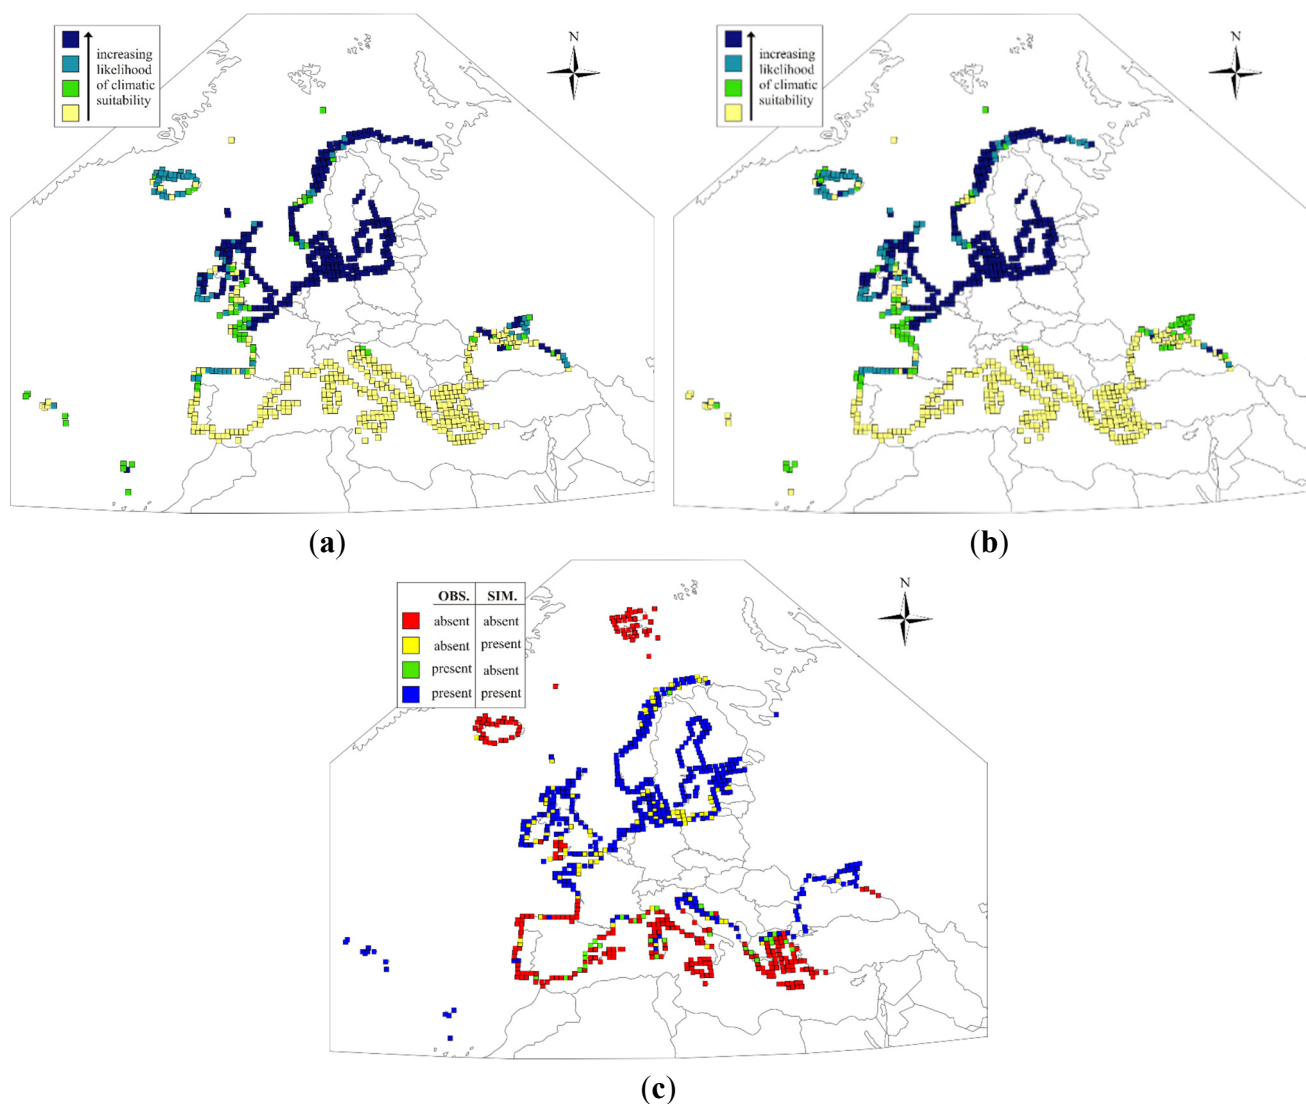 increasing
likelihood
of climatic
suitability
N
increasing
likelihood
of climatic
suitability
N
(a)
(b)
OBS. SIM.
absent absent
absent present
present absent
present present
N
(c)